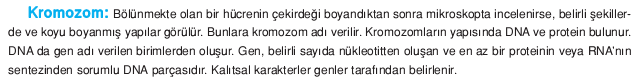 Kromozom: Bölünmekte olan bir hücrenin çekirdeği boyandıktan sonra mikroskopta incelenirse, belirli şekiller-
de ve koyu boyanmış yapılar görülür. Bunlara kromozom adı verilir. Kromozomların yapısında DNA ve protein bulunur.
DNA da gen adı verilen birimlerden oluşur. Gen, belirli sayıda nükleotitten oluşan ve en az bir proteinin veya RNA'nın
sentezinden sorumlu DNA parçasıdır. Kalıtsal karakterler genler tarafından belirlenir.